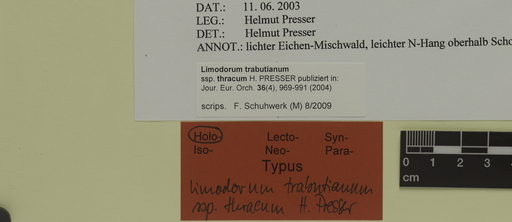 DAT.: 11. 06. 2003
LEG.: Helmut Presser
DET.: Helmut Presser
ANNOT.: lichter Eichen-Mischwald, leichter N-Hang oberhalb Scho
Limodorum trabutianum
ssp. thracum H. PRESSER publiziert in:
Jour. Eur. Orch. 36(4), 969-991 (2004)
scrips. F. Schuhwerk (M) 8/2009
Holo- Lecto- Syn-
Iso- Neo- Para-
Typus
Limodorum trabutianum
ssp. thracum H. Presser
0 1 2 3
cm